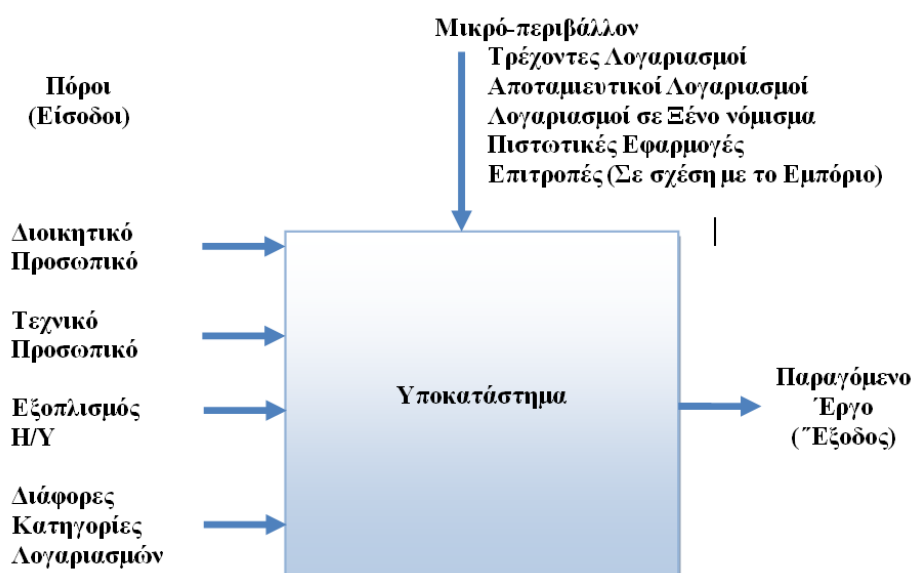 Μικρό-περιβάλλον
Τρέχοντες Λογαριασμοί
Αποταμιευτικοί Λογαριασμοί
Λογαριασμοί σε Ξένο νόμισμα
Πιστωτικές Εφαρμογές
Επιτροπές (Σε σχέση με το Εμπόριο)
Πόροι
(Είσοδοι)
Διοικητικό
Προσωπικό
Τεχνικό
Προσωπικό
Εξοπλισμός
Η/Υ
Διάφορες
Κατηγορίες
Λογαριασμών
Υποκατάστημα
Παραγόμενο
Έργο
( Έξοδος)